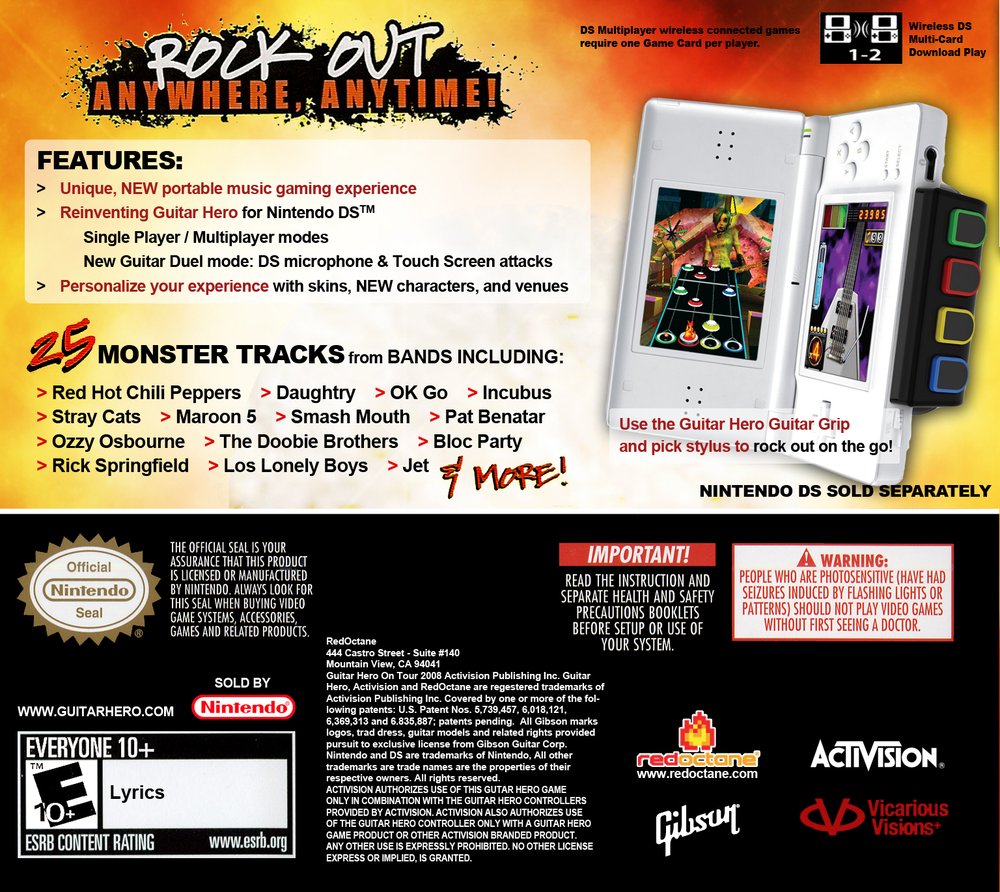 ROCK OUT
ANYWHERE, ANYTIME!
DS Multiplayer wireless connected games
require one Game Card per player.
1-2
Wireless DS
Multi-Card
Download Play
FEATURES:
> Unique, NEW portable music gaming experience
> Reinventing Guitar Hero for Nintendo DS™
Single Player / Multiplayer modes
New Guitar Duel mode: DS microphone & Touch Screen attacks
> Personalize your experience with skins, NEW characters, and venues
START
SELECT
23985
25 MONSTER TRACKS from BANDS INCLUDING:
> Red Hot Chili Peppers > Daughtry > OK Go > Incubus
> Stray Cats > Maroon 5 > Smash Mouth > Pat Benatar
> Ozzy Osbourne > The Doobie Brothers > Bloc Party
> Rick Springfield > Los Lonely Boys > Jet & MORE!
Use the Guitar Hero Guitar Grip
and pick stylus to rock out on the go!
NINTENDO DS SOLD SEPARATELY
Official
Nintendo
Seal
®
THE OFFICIAL SEAL IS YOUR
ASSURANCE THAT THIS PRODUCT
IS LICENSED OR MANUFACTURED
BY NINTENDO. ALWAYS LOOK FOR
THIS SEAL WHEN BUYING VIDEO
GAME SYSTEMS, ACCESSORIES,
GAMES AND RELATED PRODUCTS.
IMPORTANT!
READ THE INSTRUCTION AND
SEPARATE HEALTH AND SAFETY
PRECAUTIONS BOOKLETS
BEFORE SETUP OR USE OF
YOUR SYSTEM.
WARNING:
PEOPLE WHO ARE PHOTOSENSITIVE (HAVE HAD
SEIZURES INDUCED BY FLASHING LIGHTS OR
PATTERNS) SHOULD NOT PLAY VIDEO GAMES
WITHOUT FIRST SEEING A DOCTOR.
SOLD BY
WWW.GUITARHERO.COM
Nintendo®
EVERYONE 10+
TM
E
10+
Lyrics
ESRB CONTENT RATING www.esrb.org
RedOctane
444 Castro Street - Suite #140
Mountain View, CA 94041
Guitar Hero On Tour 2008 Activision Publishing Inc. Guitar
Hero, Activision and RedOctane are regestered trademarks of
Activision Publishing Inc. Covered by one or more of the fol-
lowing patents: U.S. Patent Nos. 5,739,457, 6,018,121,
6,369,313 and 6.835,887; patents pending. All Gibson marks
logos, trad dress, guitar models and related rights provided
pursuit to exclusive license from Gibson Guitar Corp.
Nintendo and DS are trademarks of Nintendo, All other
trademarks are trade names are the properties of their
respective owners. All rights reserved.
ACTIVISION AUTHORIZES USE OF THIS GUTAR HERO GAME
ONLY IN COMBINATION WITH THE GUITAR HERO CONTROLLERS
PROVIDED BY ACTIVISION. ACTIVISION ALSO AUTHORIZES USE
OF THE GUITAR HERO CONTROLLER ONLY WITH A GUITAR HERO
GAME PRODUCT OR OTHER ACTIVISION BRANDED PRODUCT.
ANY OTHER USE IS EXPRESSLY PROHIBITED. NO OTHER LICENSE
EXPRESS OR IMPLIED, IS GRANTED.
redoctane®
www.redoctane.com
ACTIVISION®
Gibson
Vicarious
Visions+